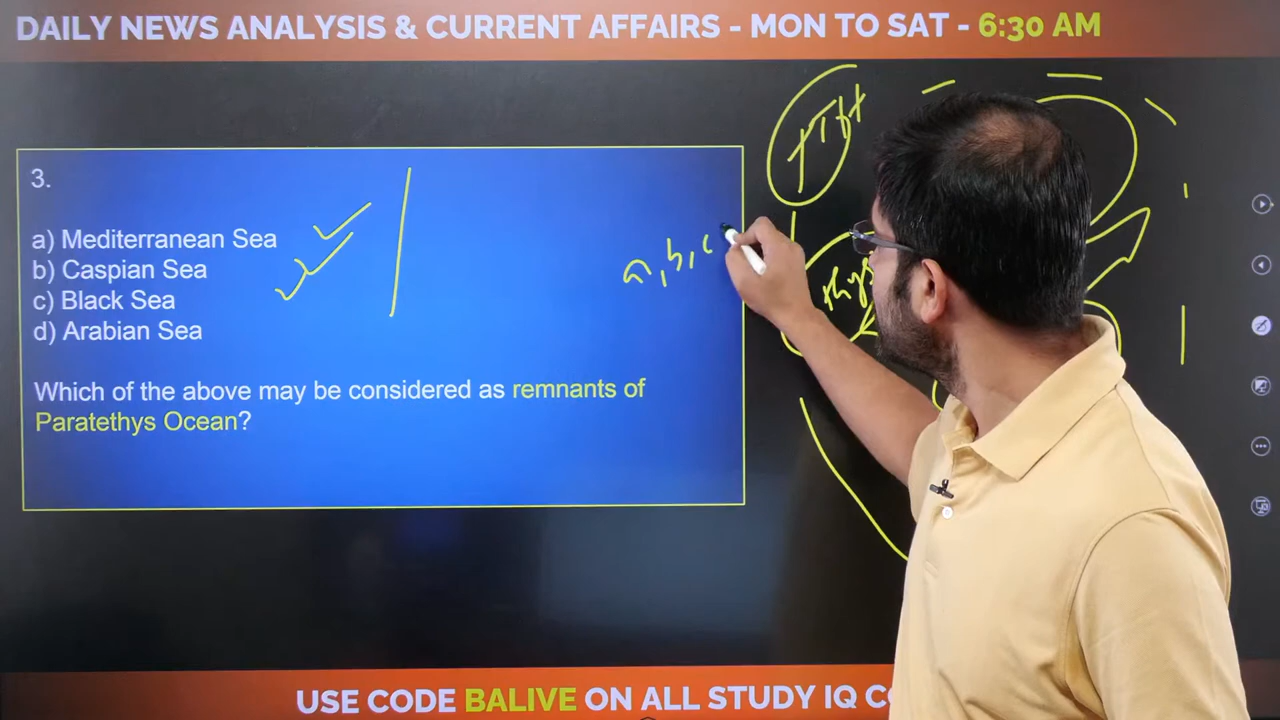 DAILY NEWS ANALYSIS & CURRENT AFFAIRS - MON TO SAT - 6:30 AM
3.
a) Mediterranean Sea
b) Caspian Sea
c) Black Sea
d) Arabian Sea
Which of the above may be considered as remnants of
Paratethys Ocean?
a, b, c
USE CODE BALIVE ON ALL STUDY IQ